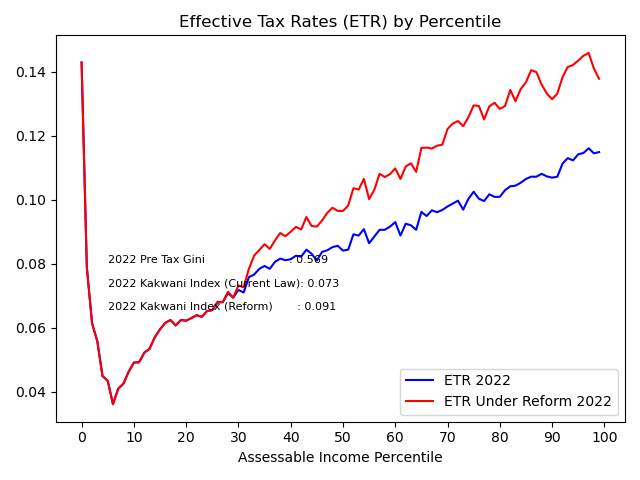 Effective Tax Rates (ETR) by Percentile
0.14
0.12
0.10
0.08
0.06
0.04
2022 Pre Tax Gini : 0.569
2022 Kakwani Index (Current Law): 0.073
2022 Kakwani Index (Reform) : 0.091
ETR 2022
ETR Under Reform 2022
0 10 20 30 40 50 60 70 80 90 100
Assessable Income Percentile